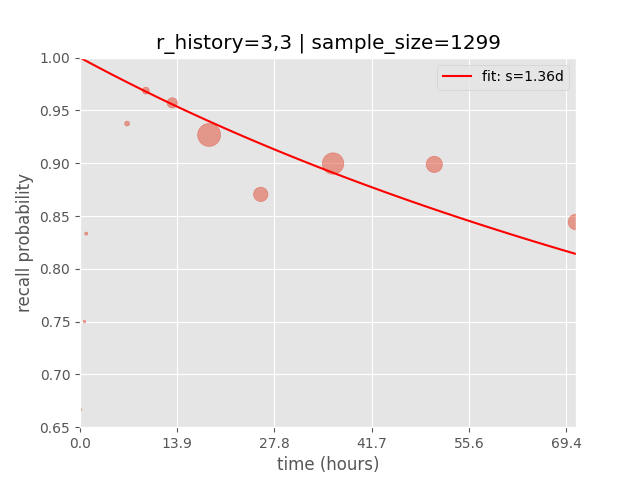 r_history=3,3 | sample_size=1299
fit: s=1.36d
recall probability
1.00
0.95
0.90
0.85
0.80
0.75
0.70
0.65
0.0 13.9 27.8 41.7 55.6 69.4
time (hours)